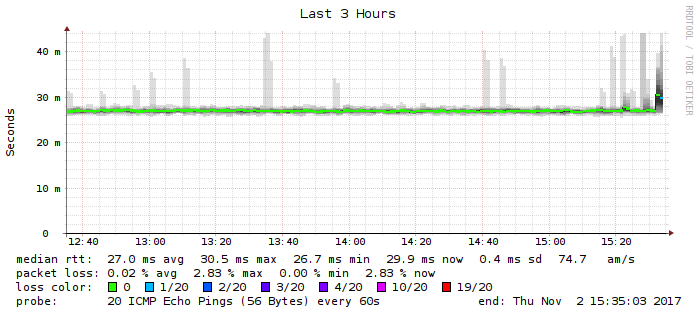 Last 3 Hours
RRDTOOL / TOBI OETIKER
Seconds
40 m
30 m
20 m
10 m
0
12:40 13:00 13:20 13:40 14:00 14:20 14:40 15:00 15:20
median rtt: 27.0 ms avg 30.5 ms max 26.7 ms min 29.9 ms now 0.4 ms sd 74.7 am/s
packet loss: 0.02 % avg 2.83 % max 0.00 % min 2.83 % now
loss color: 0 1/20 2/20 3/20 4/20 10/20 19/20
probe: 20 ICMP Echo Pings (56 Bytes) every 60s end: Thu Nov 2 15:35:03 2017